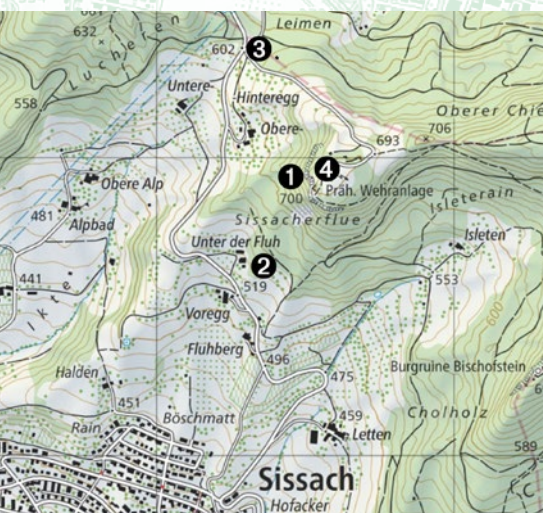 Leimen
632
Lucheren
602
3
Untere-
Hinteregg
Obere-
558
Oberer Chie
706
693
1
4
Präh. Wehranlage
700
Obere Alp
Isleterain
Sissacherflue
481
Alpbad
Unter der Fluh
Isleten
2
441
519
553
Ikte
Voregg
600
Fluhberg
496
Burgruine Bischofstein
Halden
475
451
Böschmatt
459
Cholholz
Rain
Letten
589
Sissach
Hofacker